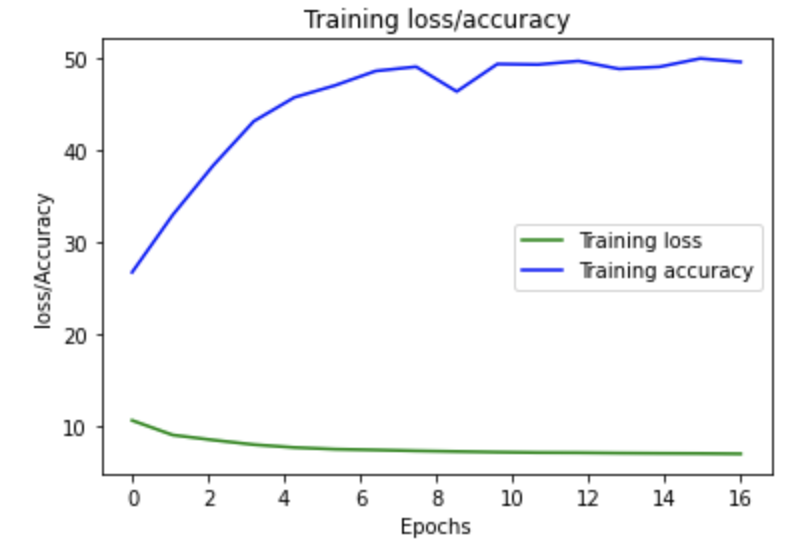 Training loss/accuracy
50
40
30
20
10
loss/Accuracy
Training loss
Training accuracy
0 2 4 6 8 10 12 14 16
Epochs